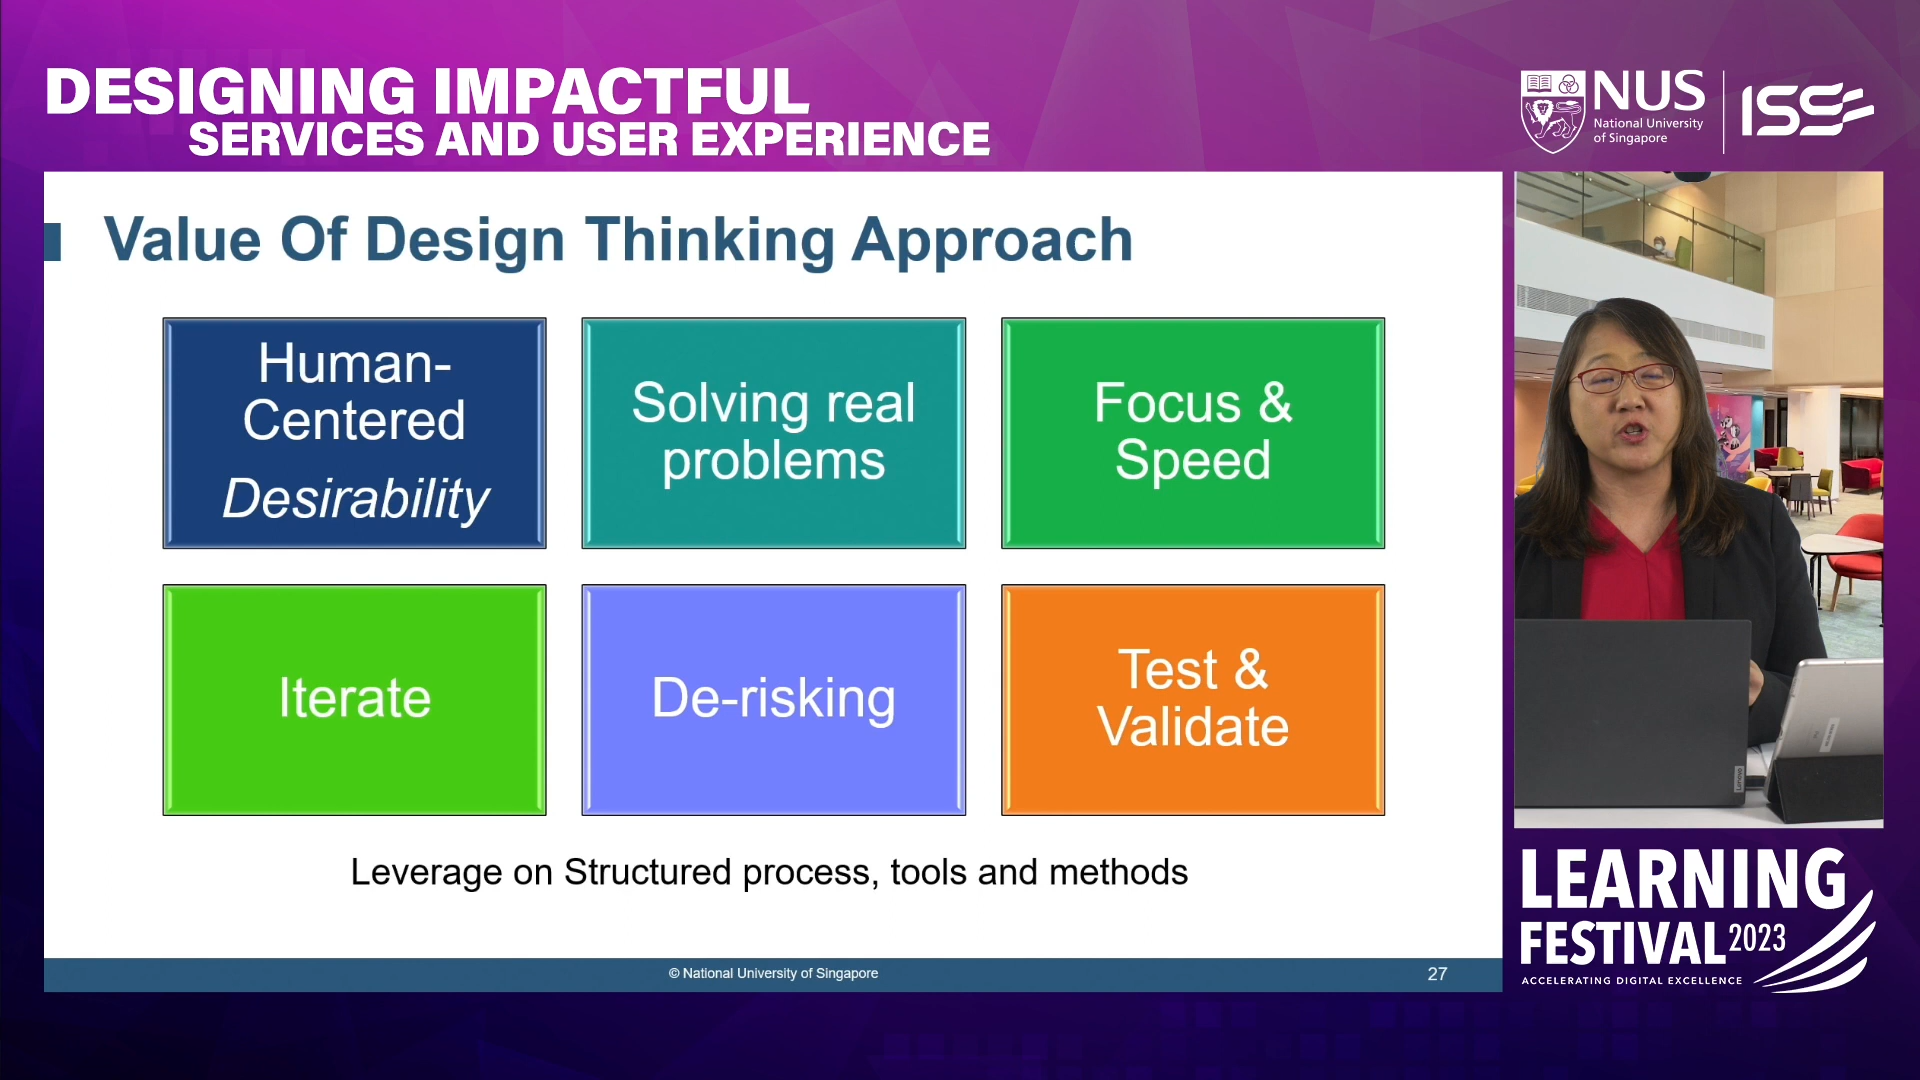 DESIGNING IMPACTFUL
SERVICES AND USER EXPERIENCE
NUS
National University
of Singapore
ISS
Value Of Design Thinking Approach
Human-
Centered
Desirability
Solving real
problems
Focus &
Speed
Iterate
De-risking
Test &
Validate
Leverage on Structured process, tools and methods
© National University of Singapore
27
Lenovo
LEARNING
FESTIVAL 2023
ACCELERATING DIGITAL EXCELLENCE